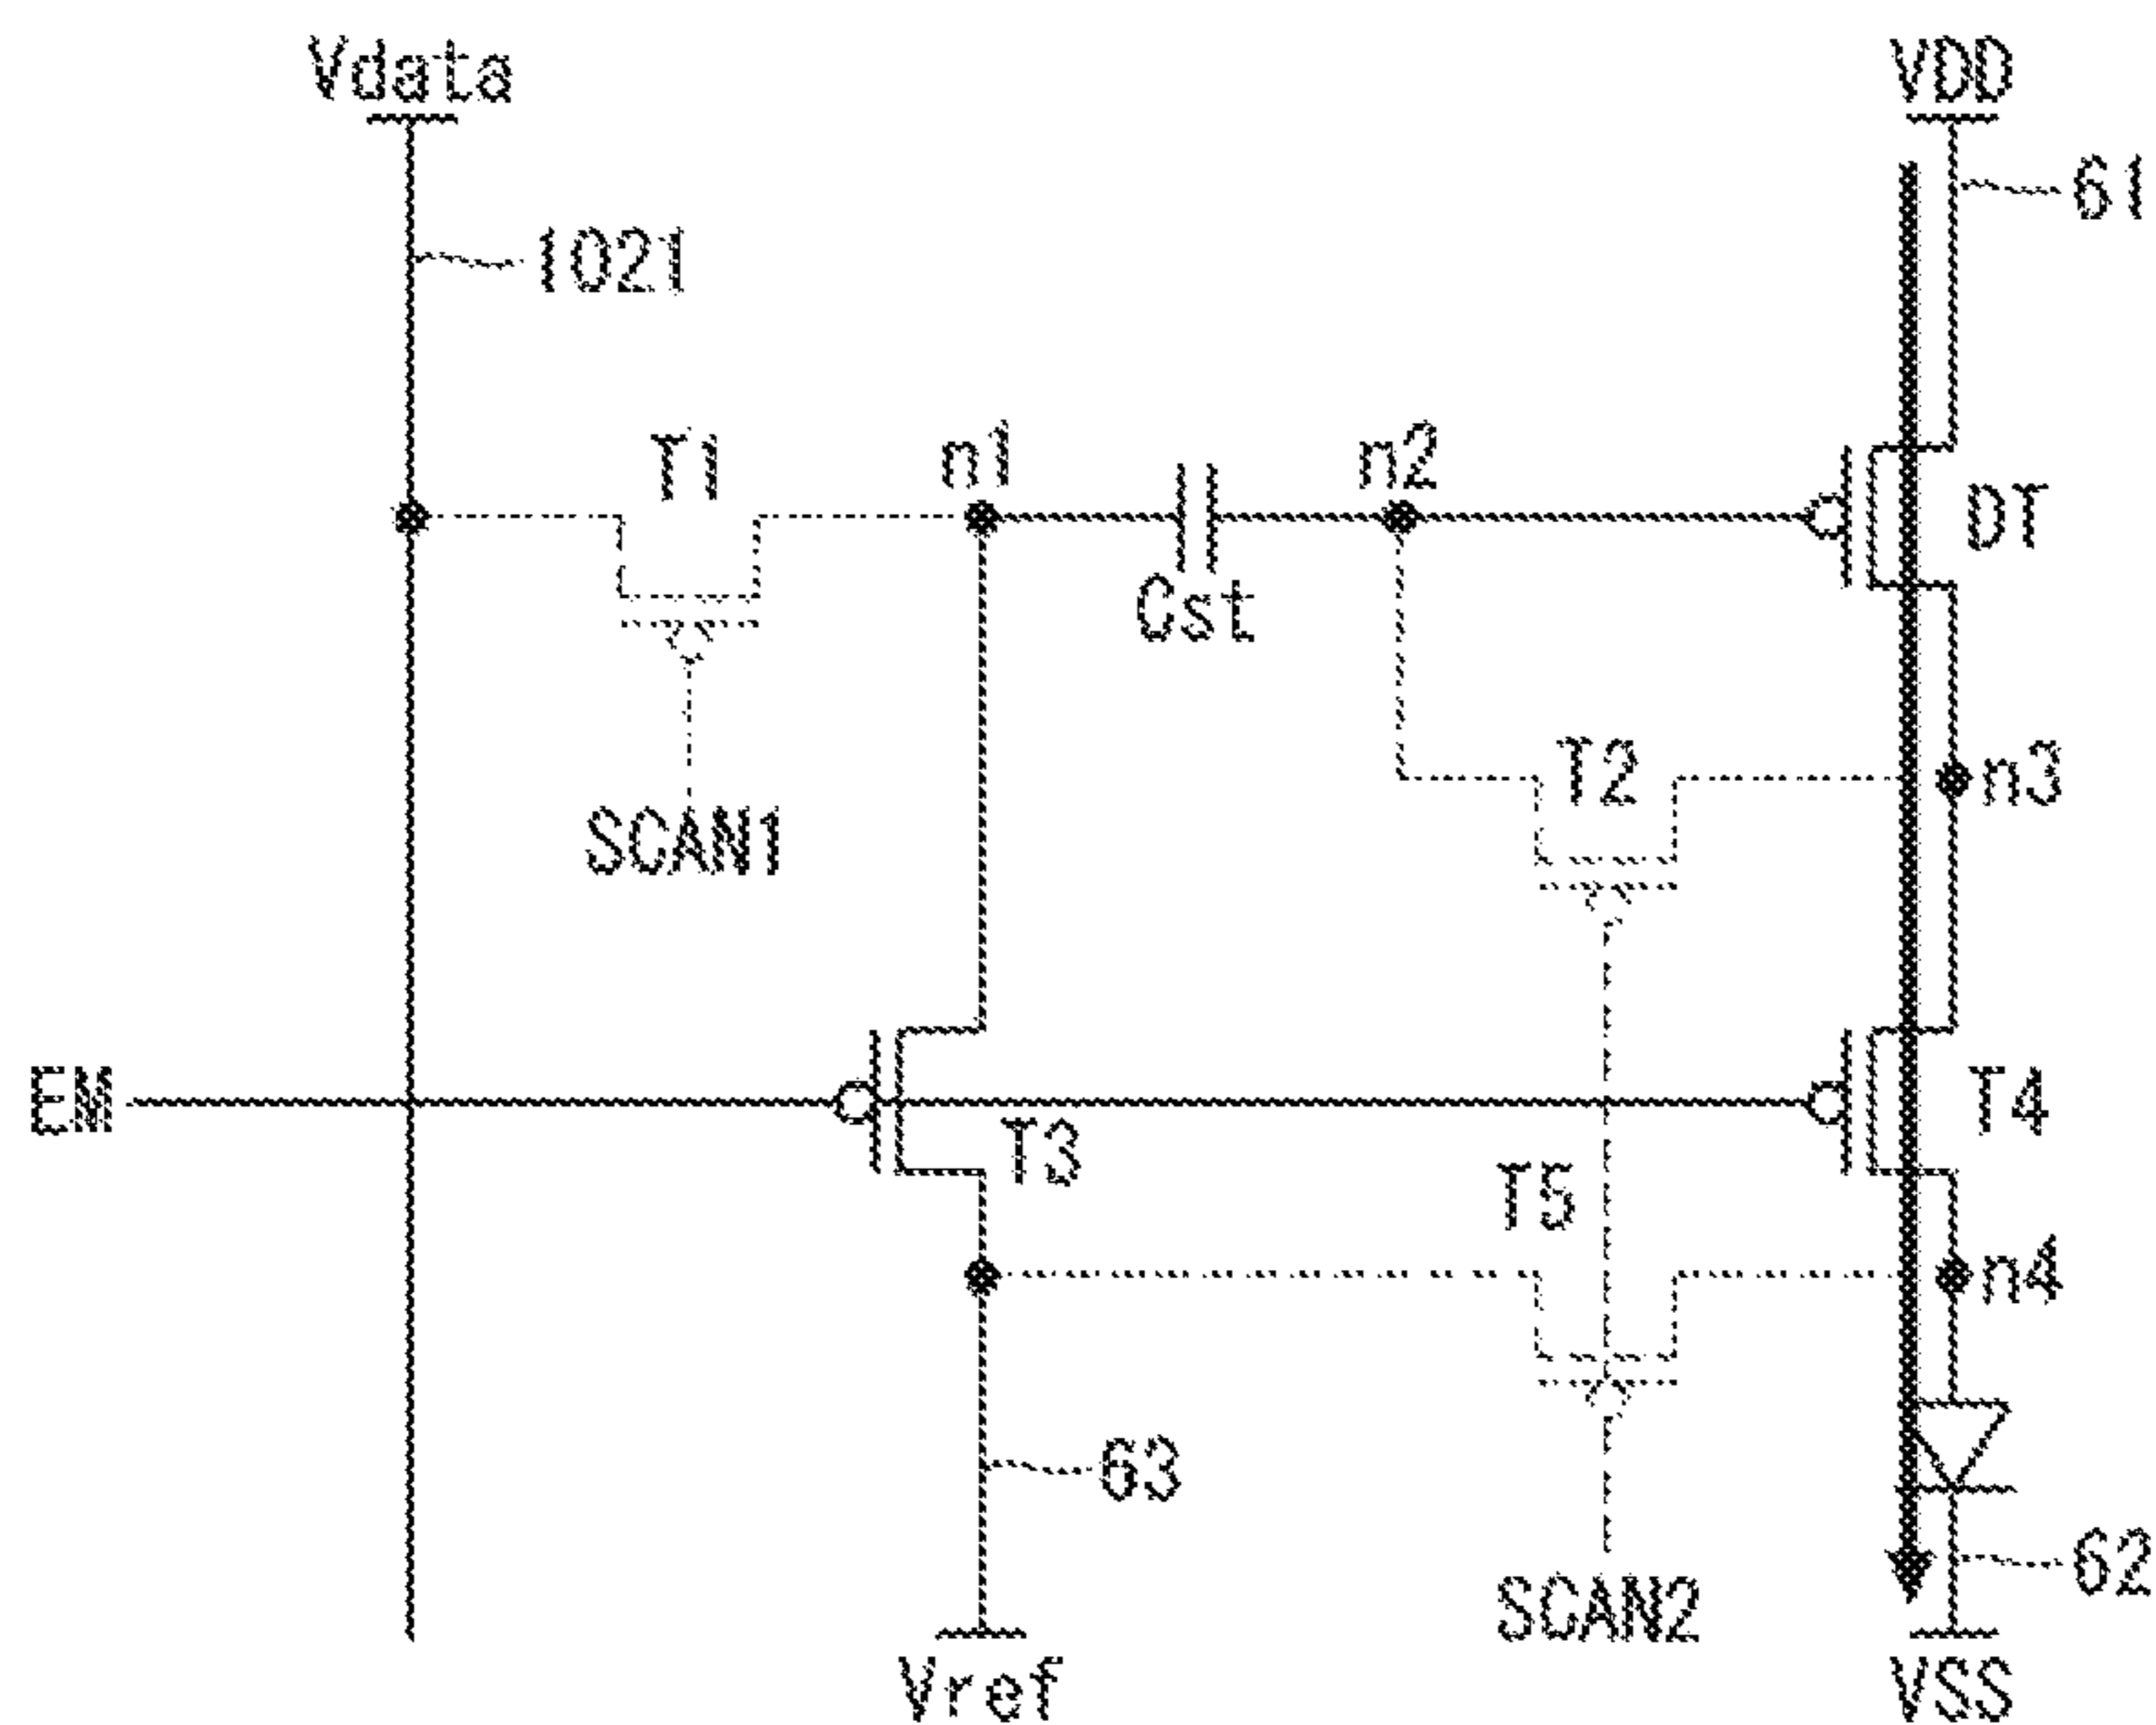 Vdata
VDD
61
1021
T1
n1
n2
DT
Cst
T2
n3
SCAN1
EM
T3
T4
T5
n4
63
62
SCAN2
Vref
VSS